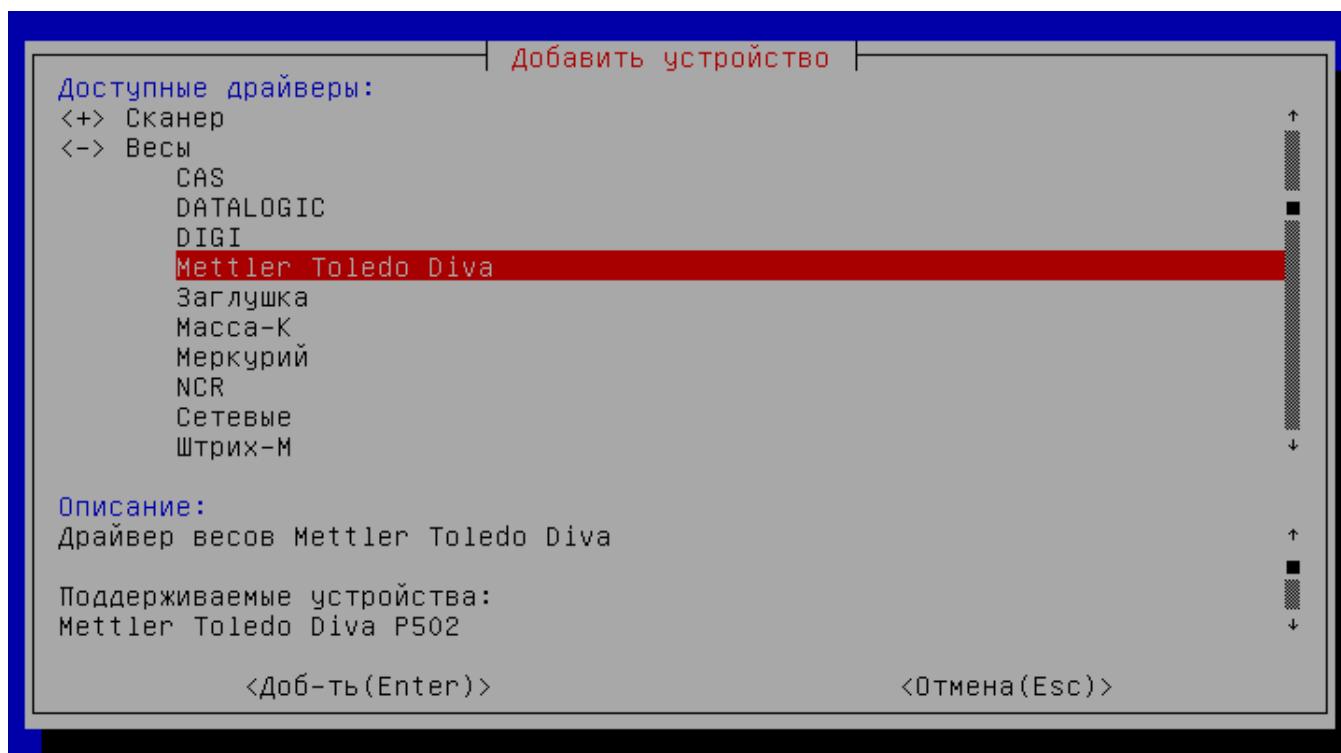 Добавить устройство
Доступные драйверы:
<+> Сканер
<-> Весы
CAS
DATALOGIC
DIGI
Mettler Toledo Diva
Заглушка
Масса-К
Меркурий
NCR
Сетевые
Штрих-М
Описание:
Драйвер весов Mettler Toledo Diva
Поддерживаемые устройства:
Mettler Toledo Diva P502
<Доб-ть(Enter)> <Отмена(Esc)>